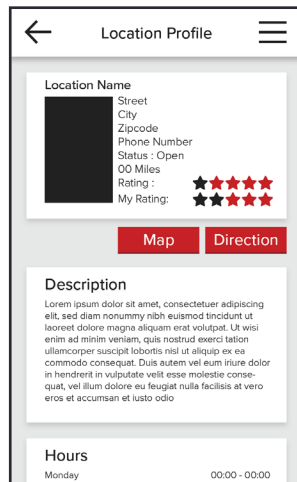 Location Profile
Location Name
Street
City
Zipcode
Phone Number
Status : Open
00 Miles
Rating :
My Rating:
Map Direction
Description
Lorem ipsum dolor sit amet, consectetuer adipiscing
elit, sed diam nonummy nibh euismod tincidunt ut
laoreet dolore magna aliquam erat volutpat. Ut wisi
enim ad minim veniam, quis nostrud exerci tation
ullamcorper suscipit lobortis nisl ut aliquip ex ea
commodo consequat. Duis autem vel eum iriure dolor
in hendrerit in vulputate velit esse molestie conse-
quat, vel illum dolore eu feugiat nulla facilisis at vero
eros et accumsan et iusto odio
Hours
Monday 00:00 - 00:00